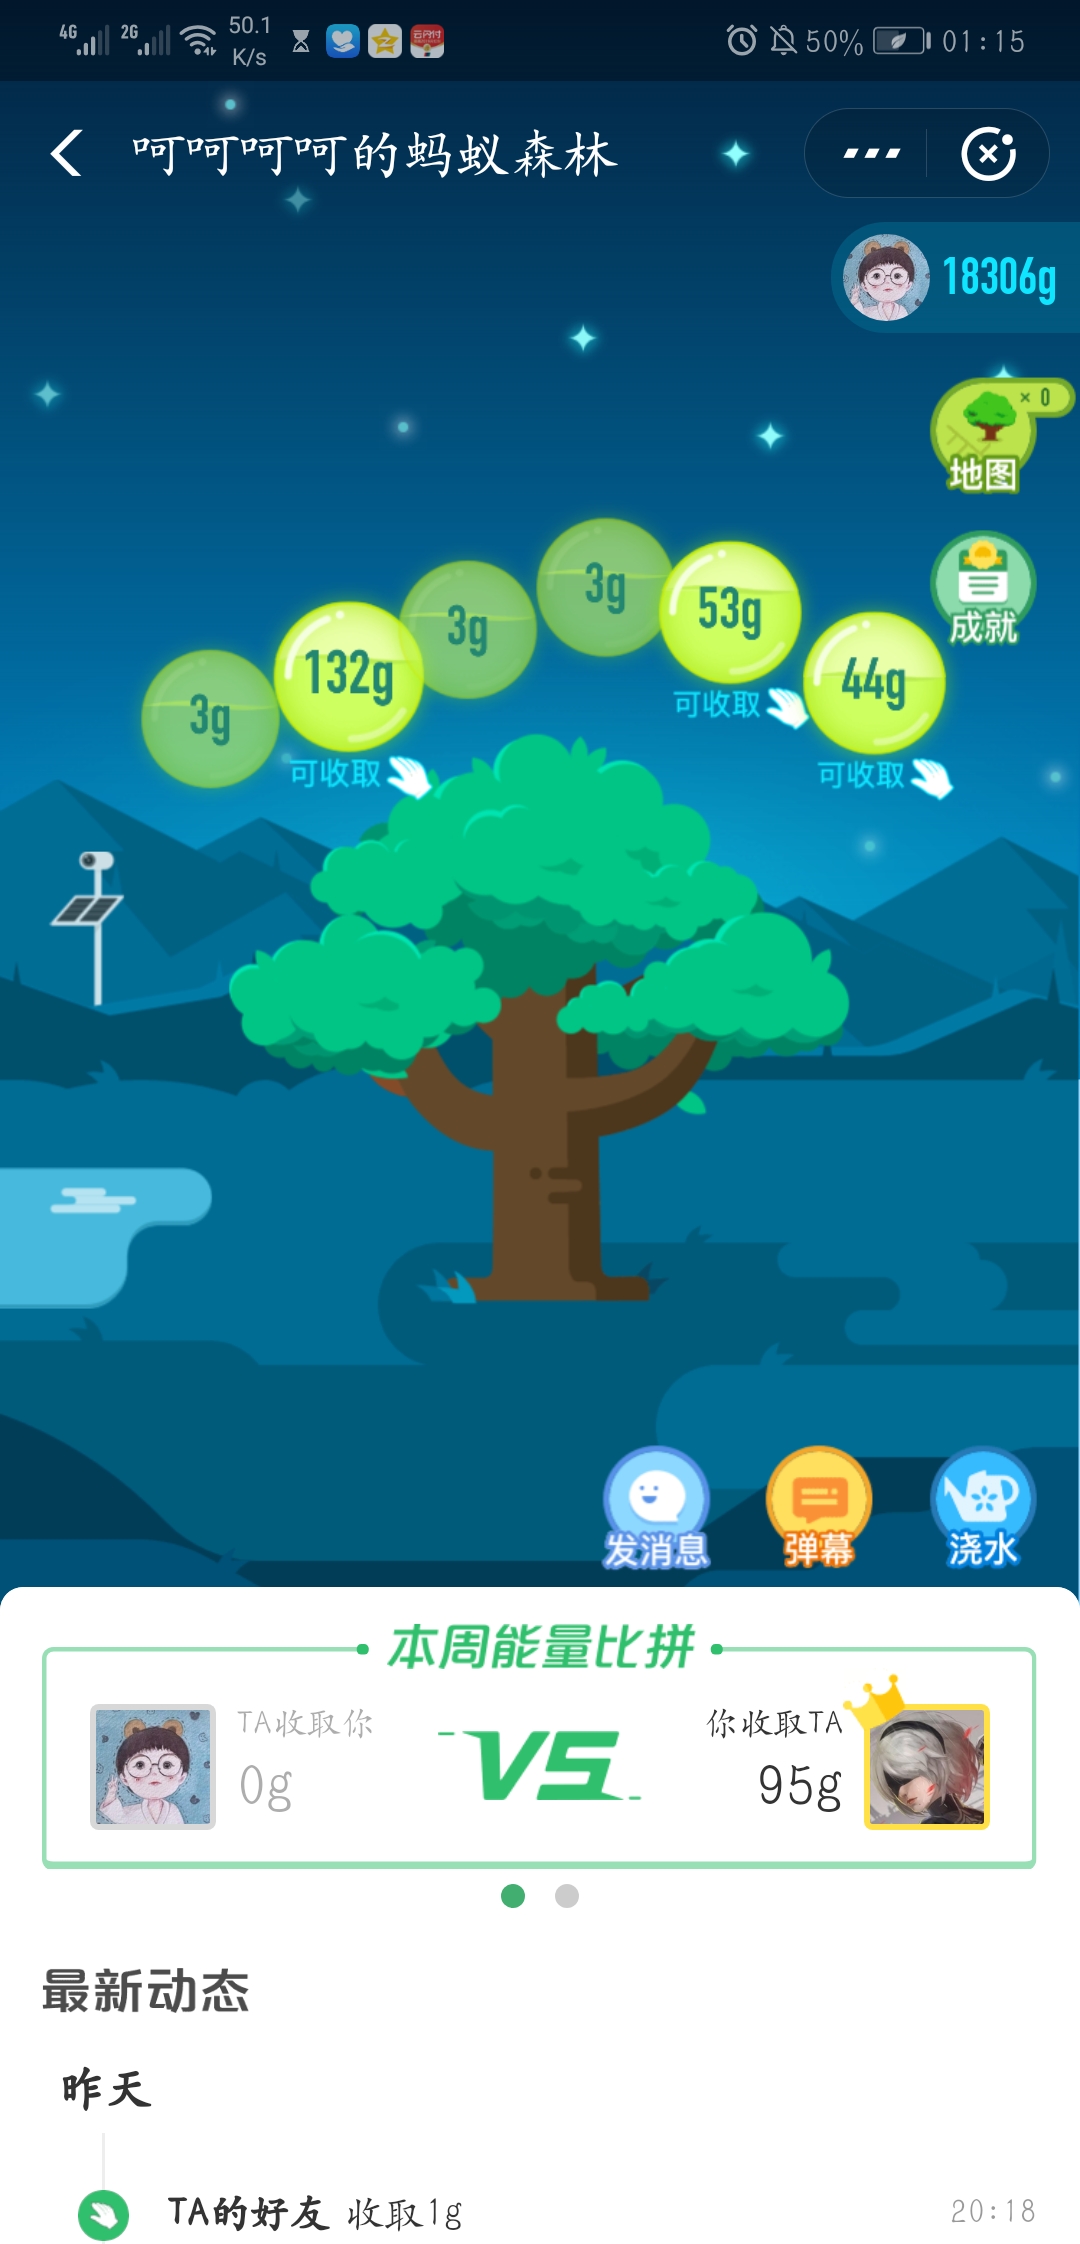 4G 2G 50.1 K/s 50% 01:15
呵呵呵呵的蚂蚁森林
18306g
× 0
地图
成就
3g
132g
3g
3g
53g
44g
可收取
可收取
可收取
发消息 弹幕 浇水
本周能量比拼
TA收取你
0g
VS
你收取TA
95g
最新动态
昨天
TA的好友 收取1g 20:18